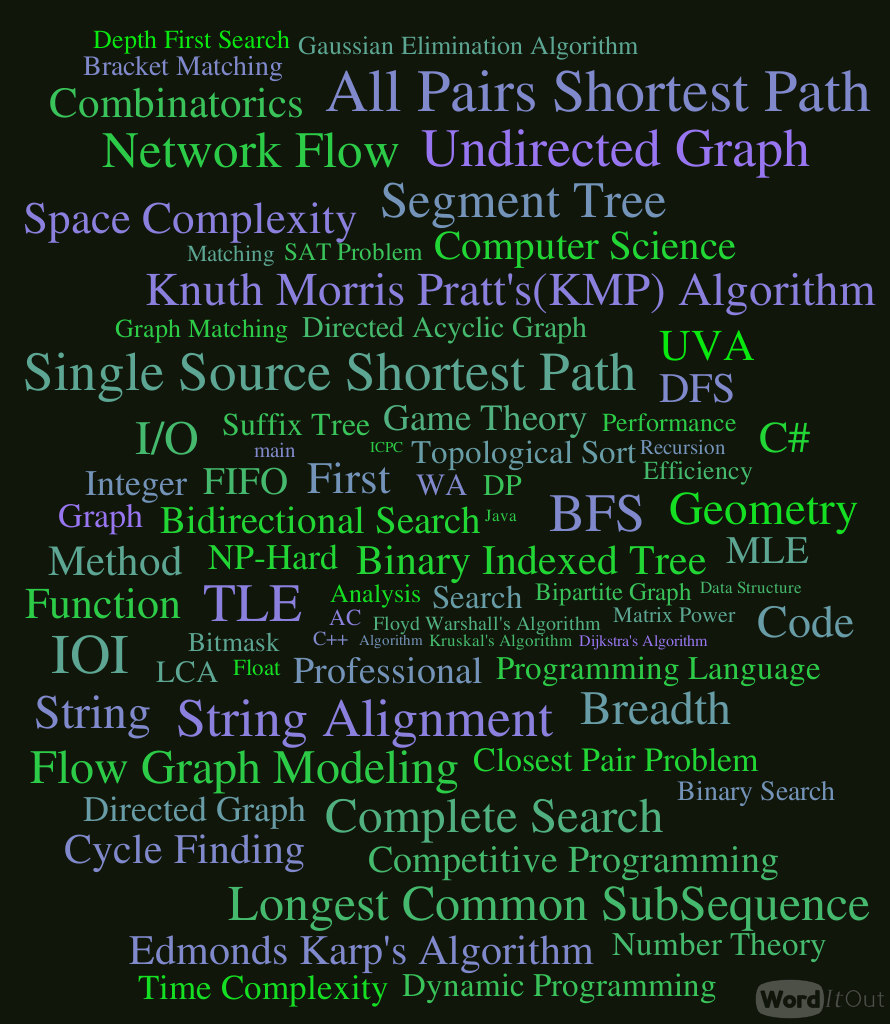 Depth First Search Gaussian Elimination Algorithm
Bracket Matching
Combinatorics All Pairs Shortest Path
Network Flow Undirected Graph
Space Complexity Segment Tree
Matching SAT Problem Computer Science
Knuth Morris Pratt's(KMP) Algorithm
Graph Matching Directed Acyclic Graph UVA
Single Source Shortest Path DFS
I/O Suffix Tree Game Theory Performance C#
main ICPC Topological Sort Recursion
Integer FIFO First WA DP Efficiency
Graph Bidirectional Search Java BFS Geometry
Method NP-Hard Binary Indexed Tree MLE
Function TLE Analysis Search Bipartite Graph Data Structure
AC Floyd Warshall's Algorithm Matrix Power Code
IOI Bitmask C++ Algorithm Kruskal's Algorithm Dijkstra's Algorithm
LCA Float Professional Programming Language
String String Alignment Breadth
Flow Graph Modeling Closest Pair Problem
Directed Graph Complete Search Binary Search
Cycle Finding Competitive Programming
Longest Common SubSequence
Edmonds Karp's Algorithm Number Theory
Time Complexity Dynamic Programming
WordItOut